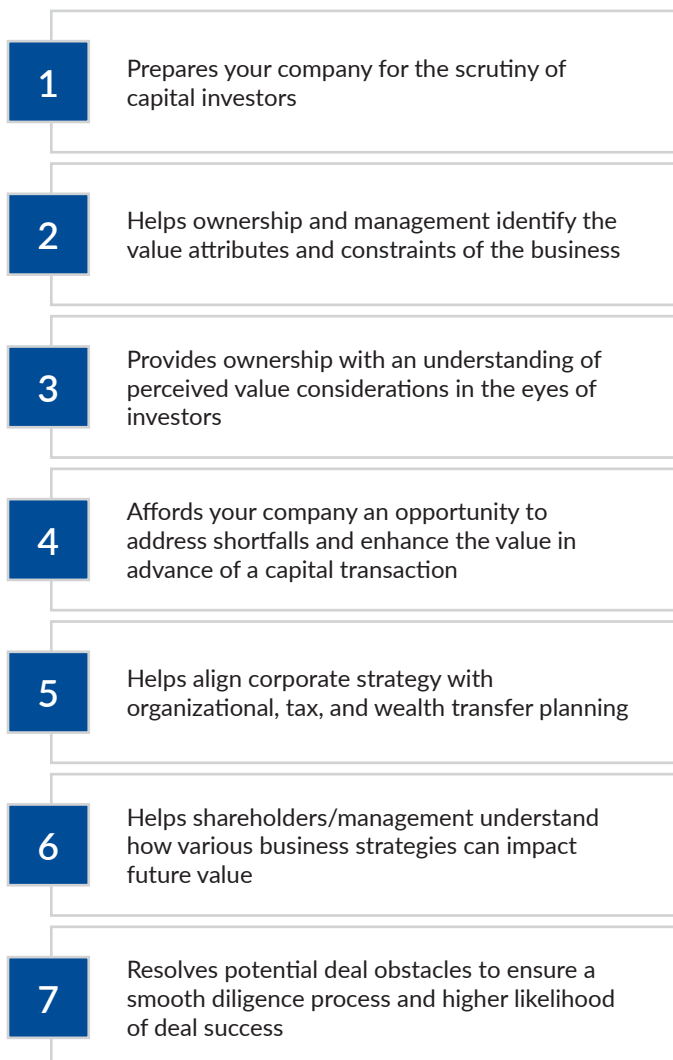 1
Prepares your company for the scrutiny of
capital investors
2
Helps ownership and management identify the
value attributes and constraints of the business
3
Provides ownership with an understanding of
perceived value considerations in the eyes of
investors
4
Affords your company an opportunity to
address shortfalls and enhance the value in
advance of a capital transaction
5
Helps align corporate strategy with
organizational, tax, and wealth transfer planning
6
Helps shareholders/management understand
how various business strategies can impact
future value
7
Resolves potential deal obstacles to ensure a
smooth diligence process and higher likelihood
of deal success